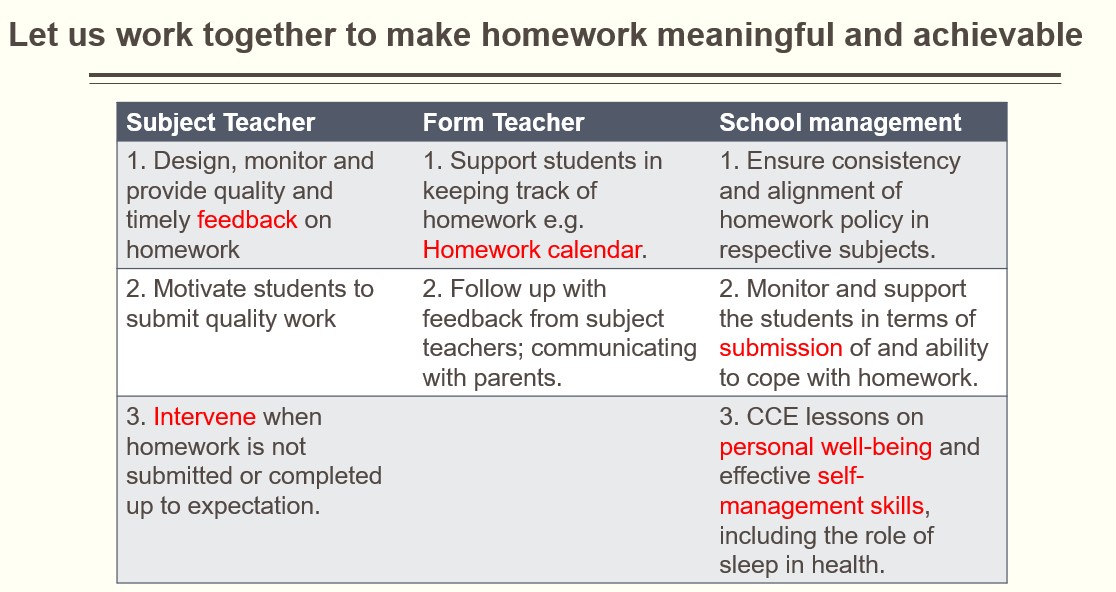 Let us work together to make homework meaningful and achievable
Subject Teacher
Form Teacher
School management
1. Design, monitor and
provide quality and
timely feedback on
homework
1. Support students in
keeping track of
homework e.g.
Homework calendar.
1. Ensure consistency
and alignment of
homework policy in
respective subjects.
2. Motivate students to
submit quality work
2. Follow up with
feedback from subject
teachers; communicating
with parents.
2. Monitor and support
the students in terms of
submission of and ability
to cope with homework.
3. Intervene when
homework is not
submitted or completed
up to expectation.
3. CCE lessons on
personal well-being and
effective self-
management skills,
including the role of
sleep in health.